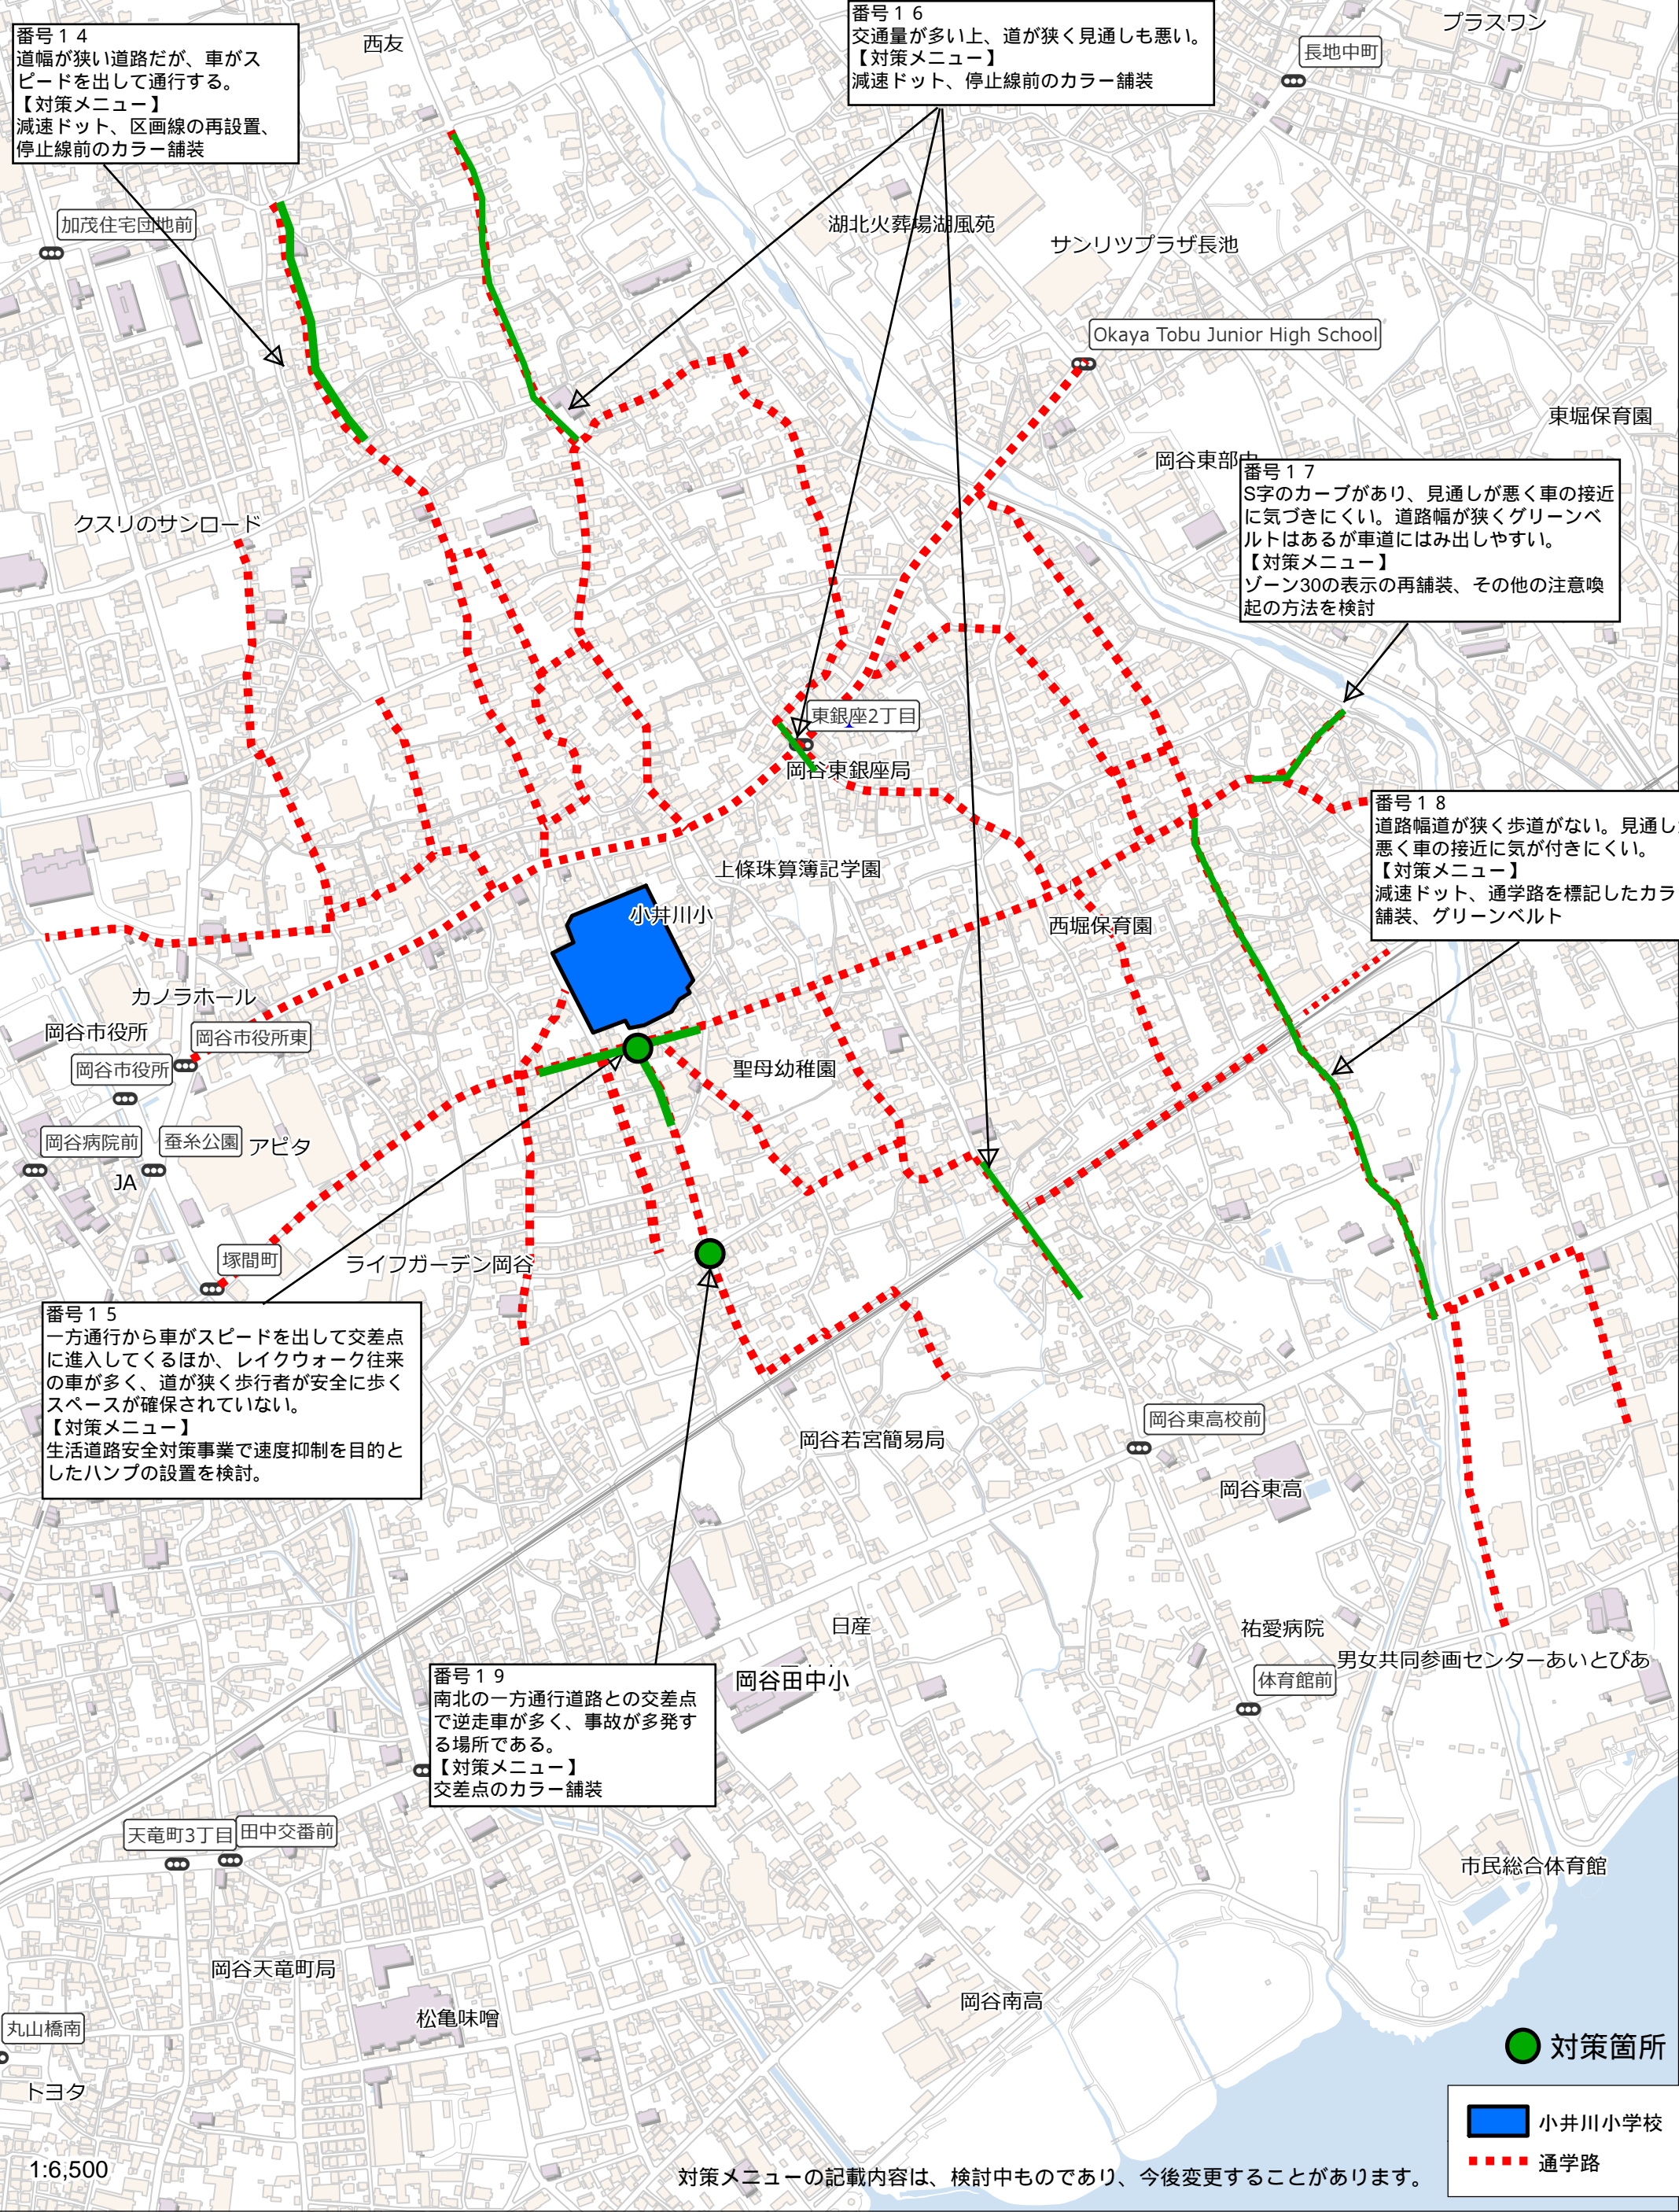 番号１４
道幅が狭い道路だが、車がス
ピードを出して通行する。
【対策メニュー】
減速ドット、区画線の再設置、
停止線前のカラー舗装
西友
番号１６
交通量が多い上、道が狭く見通しも悪い。
【対策メニュー】
減速ドット、停止線前のカラー舗装
プラスワン
長地中町
加茂住宅団地前
湖北火葬場湖風苑
サンリツプラザ長池
Okaya Tobu Junior High School
東堀保育園
岡谷東部中
番号１７
S字のカーブがあり、見通しが悪く車の接近
に気づきにくい。道路幅が狭くグリーンベ
ルトはあるが車道にはみ出しやすい。
【対策メニュー】
ゾーン30の表示の再舗装、その他の注意喚
起の方法を検討
クスリのサンロード
東銀座2丁目
岡谷東銀座局
番号１８
道路幅道が狭く歩道がない。見通し
悪く車の接近に気が付きにくい。
【対策メニュー】
減速ドット、通学路を標記したカラ
舗装、グリーンベルト
上條珠算簿記学園
小井川小
西堀保育園
カノラホール
岡谷市役所
岡谷市役所東
岡谷市役所
聖母幼稚園
岡谷病院前
蚕糸公園
アピタ
JA
塚間町
ライフガーデン岡谷
番号１５
一方通行から車がスピードを出して交差点
に進入してくるほか、レイクウォーク往来
の車が多く、道が狭く歩行者が安全に歩く
スペースが確保されていない。
【対策メニュー】
生活道路安全対策事業で速度抑制を目的と
したハンプの設置を検討。
岡谷東高校前
岡谷若宮簡易局
岡谷東高
日産
祐愛病院
男女共同参画センターあいとぴあ
岡谷田中小
体育館前
番号１９
南北の一方通行道路との交差点
で逆走車が多く、事故が多発す
る場所である。
【対策メニュー】
交差点のカラー舗装
天竜町3丁目
田中交番前
市民総合体育館
岡谷天竜町局
松亀味噌
岡谷南高
丸山橋南
トヨタ
対策箇所
小井川小学校
通学路
1:6,500
対策メニューの記載内容は、検討中ものであり、今後変更することがあります。